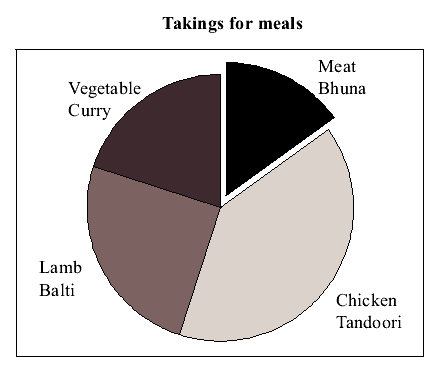 Takings for meals
Meat
Bhuna
Vegetable
Curry
Lamb
Balti
Chicken
Tandoori